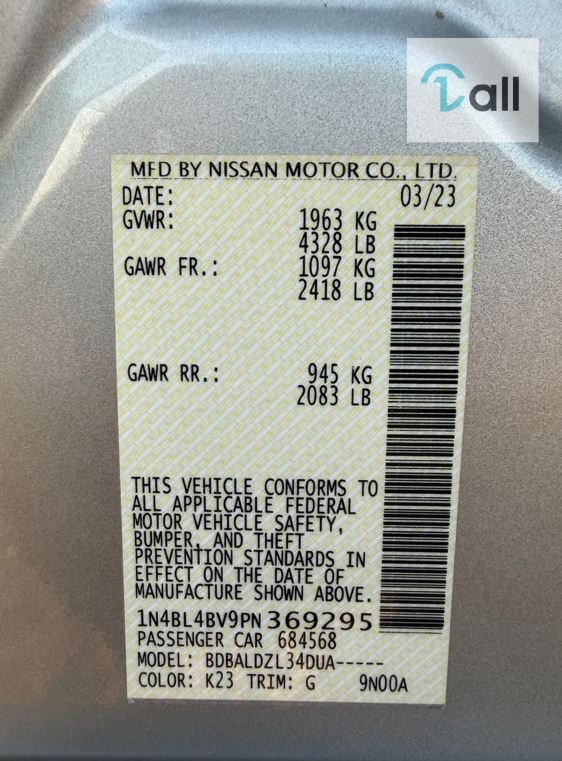 1all
MFD BY NISSAN MOTOR CO., LTD.
DATE: 03/23
GVWR: 1963 KG
4328 LB
GAWR FR.: 1097 KG
2418 LB
GAWR RR.: 945 KG
2083 LB
THIS VEHICLE CONFORMS TO
ALL APPLICABLE FEDERAL
MOTOR VEHICLE SAFETY,
BUMPER, AND THEFT
PREVENTION STANDARDS IN
EFFECT ON THE DATE OF
MANUFACTURE SHOWN ABOVE.
1N4BL4BV9PN369295
PASSENGER CAR 684568
MODEL: BDBALDZL34DUA-----
COLOR: K23 TRIM: G 9N00A